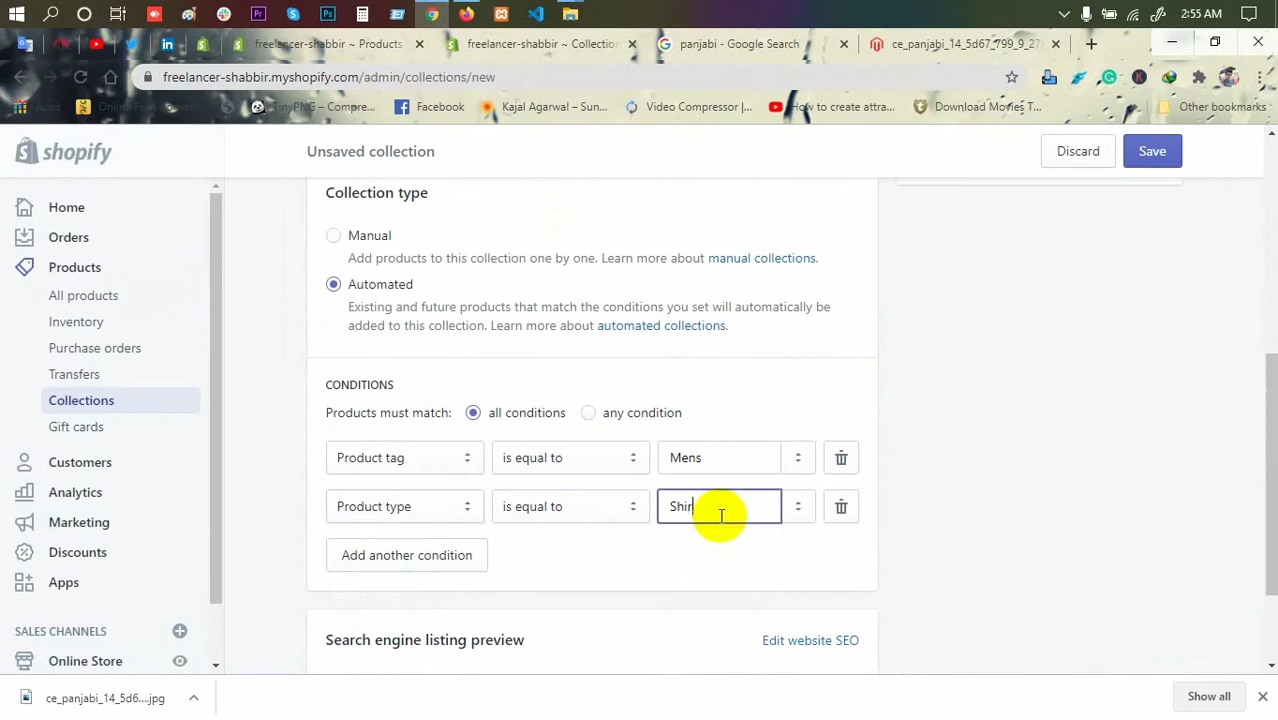 2:55 AM
freelancer-shabbir ~ Products
freelancer-shabbir ~ Collection
panjabi - Google Search
ce_panjabi_14_5d67_799_9_27
freelancer-shabbir.myshopify.com/admin/collections/new
Apps
TinyPNG – Compre...
Facebook
Kajal Agarwal – Sun...
Video Compressor |...
How to create attra...
Download Movies T...
Other bookmarks
shopify
Unsaved collection
Discard
Save
Home
Orders
Products
All products
Inventory
Purchase orders
Transfers
Collections
Gift cards
Customers
Analytics
Marketing
Discounts
Apps
SALES CHANNELS
Online Store
Collection type
Manual
Add products to this collection one by one. Learn more about manual collections.
Automated
Existing and future products that match the conditions you set will automatically be
added to this collection. Learn more about automated collections.
CONDITIONS
Products must match: all conditions any condition
Product tag is equal to Mens
Product type is equal to Shir
Add another condition
Search engine listing preview
Edit website SEO
ce_panjabi_14_5d6....jpg
Show all